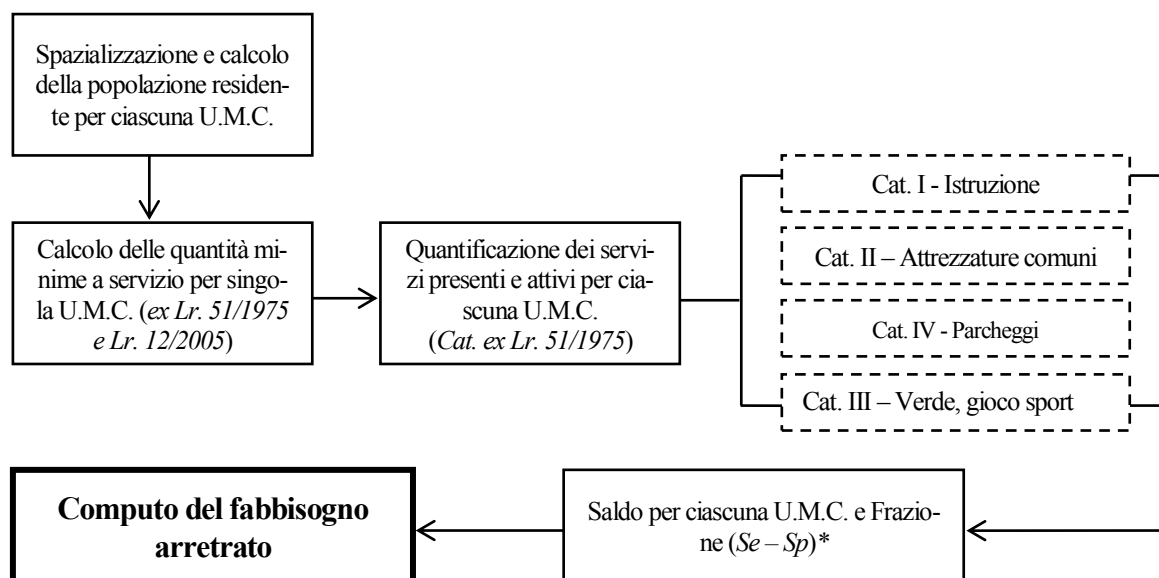 Spazializzazione e calcolo
della popolazione residen-
te per ciascuna U.M.C.
Calcolo delle quantità mi-
nime a servizio per singo-
la U.M.C. (ex Lr. 51/1975
e Lr. 12/2005)
Quantificazione dei servi-
zi presenti e attivi per cia-
scuna U.M.C.
(Cat. ex Lr. 51/1975)
Cat. I - Istruzione
Cat. II – Attrezzature comuni
Cat. IV - Parcheggi
Cat. III – Verde, gioco sport
Saldo per ciascuna U.M.C. e Frazio-
ne (Se – Sp)*
Computo del fabbisogno
arretrato